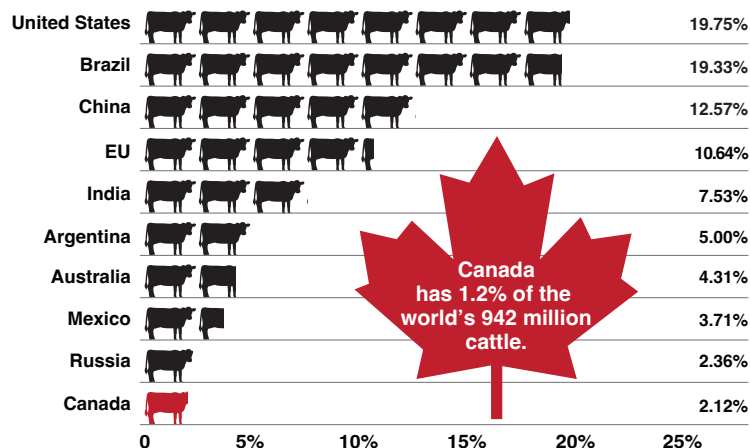 United States 19.75%
Brazil 19.33%
China 12.57%
EU 10.64%
India 7.53%
Argentina 5.00%
Australia 4.31%
Mexico 3.71%
Russia 2.36%
Canada 2.12%
Canada
has 1.2% of the
world's 942 million
cattle.
0 5% 10% 15% 20% 25%